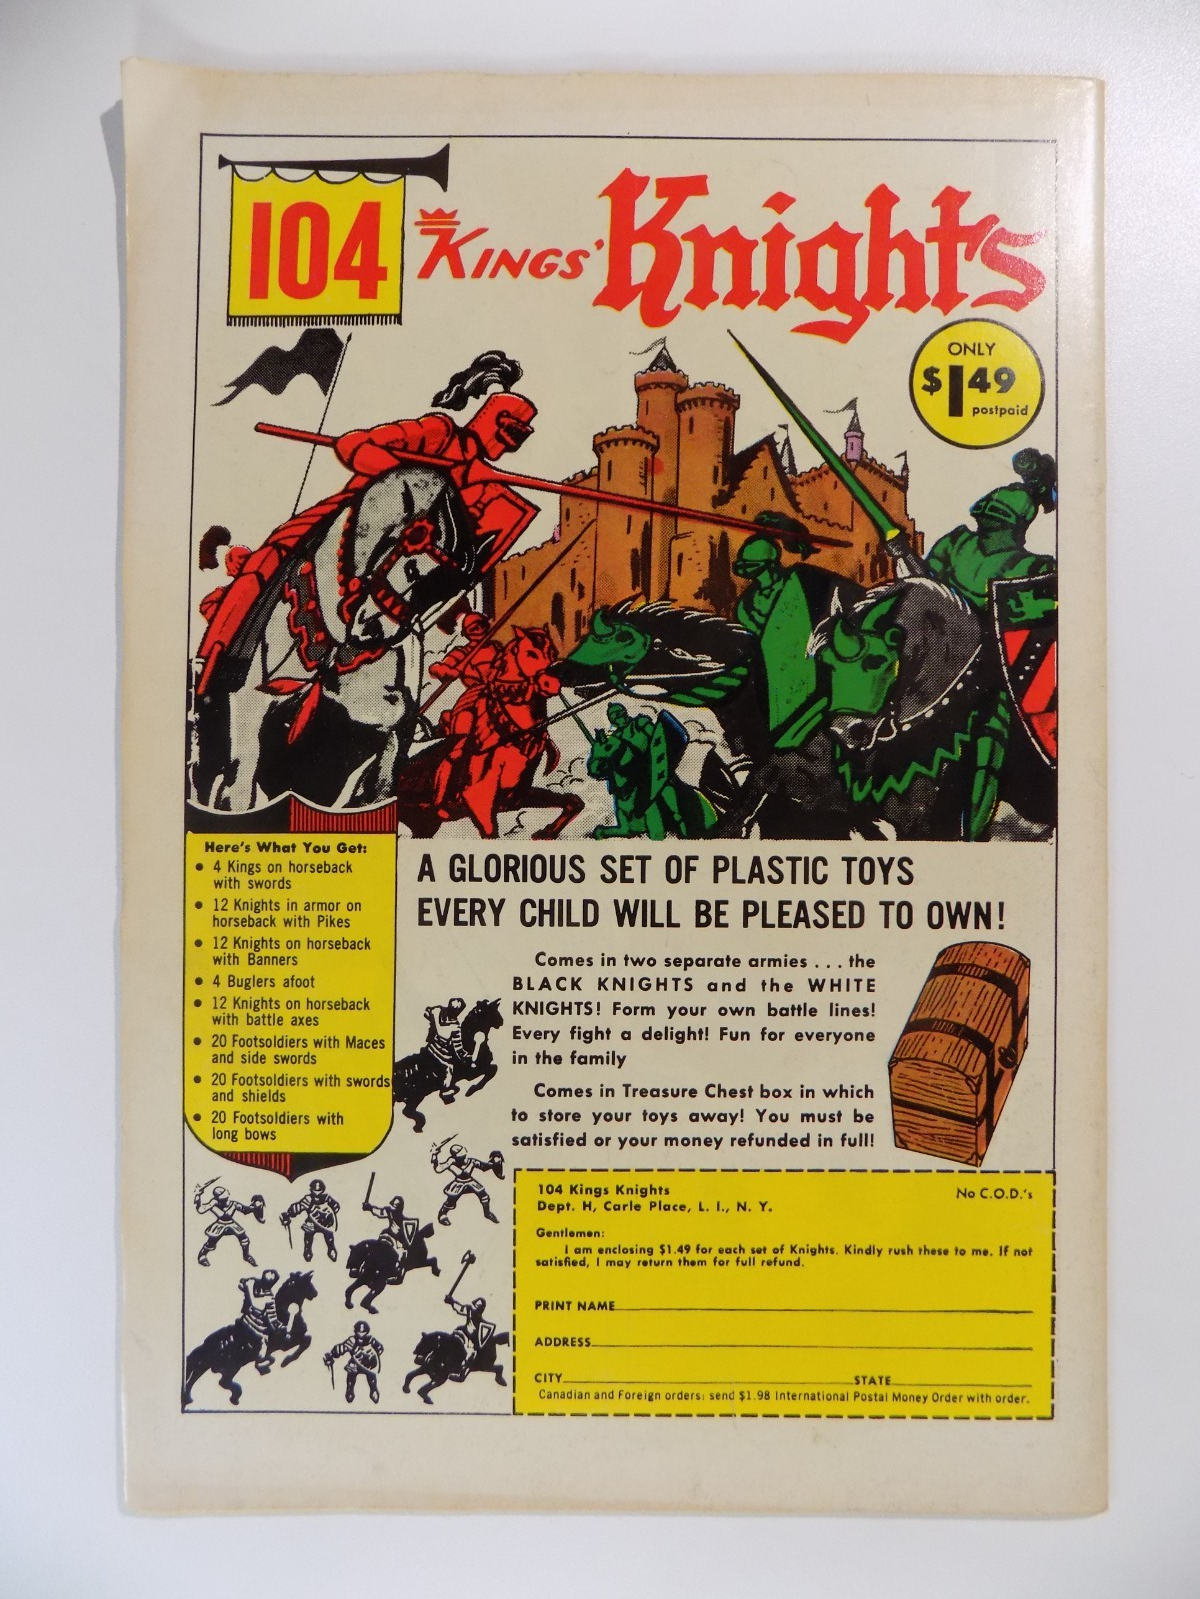 104
KINGS' Knights
ONLY
$1.49
postpaid
Here's What You Get:
• 4 Kings on horseback
with swords
• 12 Knights in armor on
horseback with Pikes
• 12 Knights on horseback
with Banners
• 4 Buglers afoot
• 12 Knights on horseback
with battle axes
• 20 Footsoldiers with Maces
and side swords
• 20 Footsoldiers with swords
and shields
• 20 Footsoldiers with
long bows
A GLORIOUS SET OF PLASTIC TOYS
EVERY CHILD WILL BE PLEASED TO OWN!
Comes in two separate armies . . . the
BLACK KNIGHTS and the WHITE
KNIGHTS! Form your own battle lines!
Every fight a delight! Fun for everyone
in the family
Comes in Treasure Chest box in which
to store your toys away! You must be
satisfied or your money refunded in full!
104 Kings Knights No C.O.D.'s
Dept. H, Carle Place, L. I., N. Y.
Gentlemen:
I am enclosing $1.49 for each set of Knights. Kindly rush these to me. If not
satisfied, I may return them for full refund.
PRINT NAME
ADDRESS
CITY STATE
Canadian and Foreign orders: send $1.98 International Postal Money Order with order.